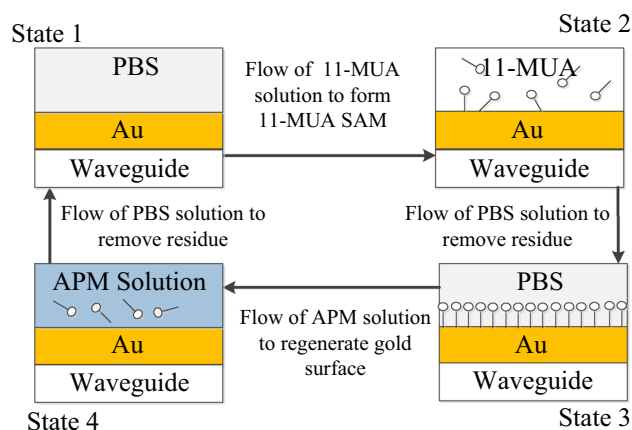 State 1
PBS
Au
Waveguide
Flow of 11-MUA
solution to form
11-MUA SAM
State 2
11-MUA
Au
Waveguide
Flow of PBS solution to
remove residue
Flow of PBS solution to
remove residue
PBS
Au
Waveguide
State 3
Flow of APM solution
to regenerate gold
surface
APM Solution
Au
Waveguide
State 4